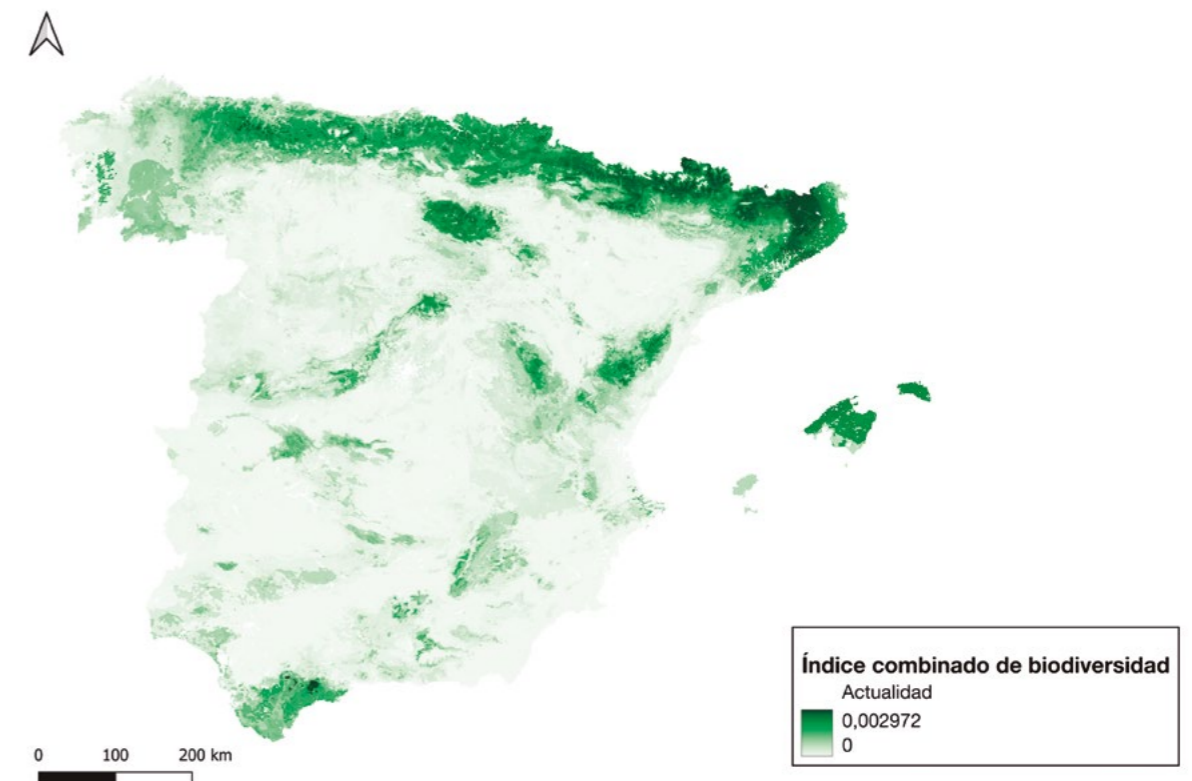 Índice combinado de biodiversidad
Actualidad
0,002972
0
0 100 200 km